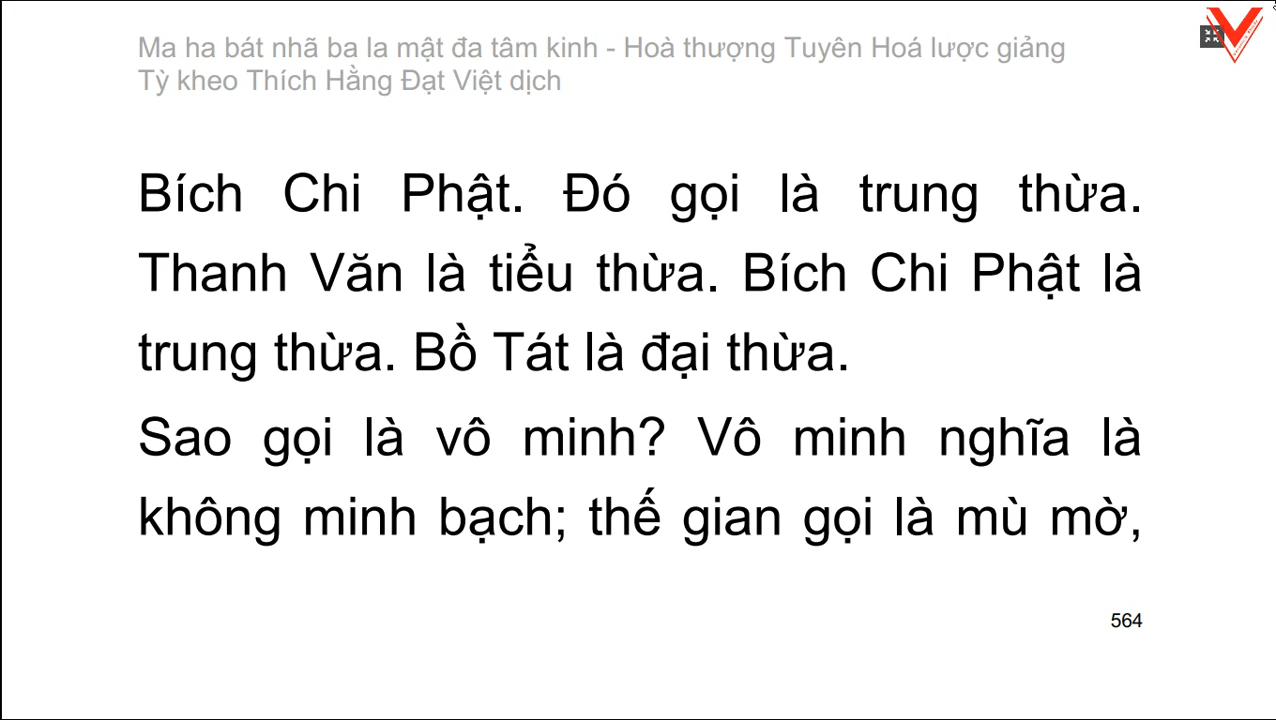 Ma ha bát nhã ba la mật đa tâm kinh - Hoà thượng Tuyên Hoá lược giảng
Tỳ kheo Thích Hằng Đạt Việt dịch
Bích Chi Phật. Đó gọi là trung thừa.
Thanh Văn là tiểu thừa. Bích Chi Phật là
trung thừa. Bồ Tát là đại thừa.
Sao gọi là vô minh? Vô minh nghĩa là
không minh bạch; thế gian gọi là mù mờ,
564